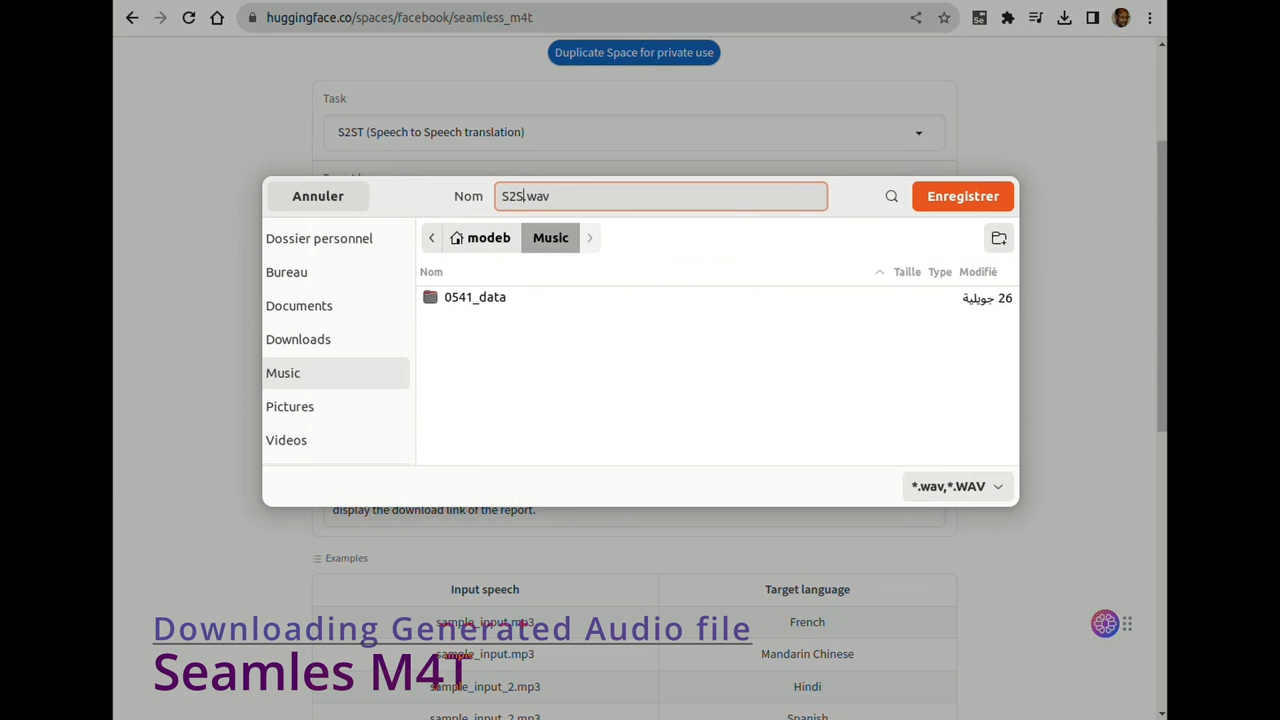 huggingface.co/spaces/facebook/seamless_m4t
Duplicate Space for private use
Task
S2ST (Speech to Speech translation)
Annuler
Nom
S2S.wav
Enregistrer
modeb
Music
Dossier personnel
Bureau
Documents
Downloads
Music
Pictures
Videos
Nom
Taille
Type
Modifié
0541_data
26 جويلية
*.wav,*.WAV
display the download link of the report.
Examples
Input speech
Target language
sample_input.mp3
French
sample_input.mp3
Mandarin Chinese
sample_input_2.mp3
Hindi
sample_input_2.mp3
Spanish
Downloading Generated Audio file
Seamles M4T